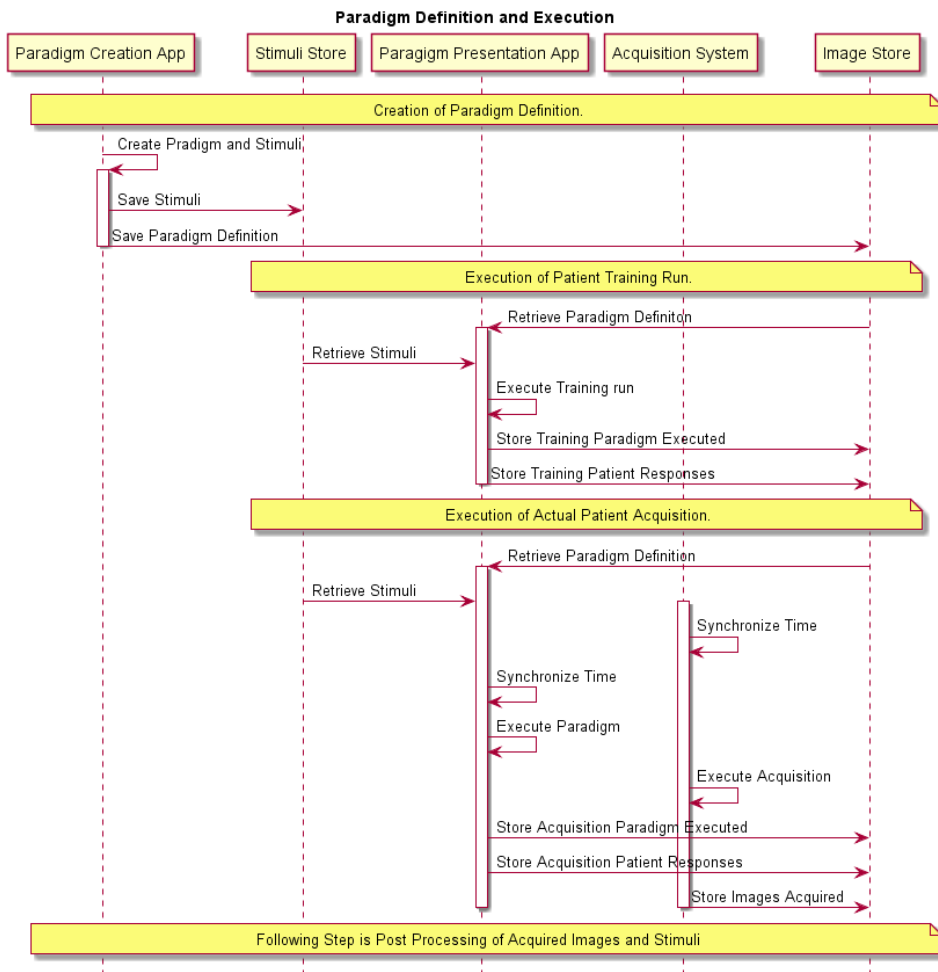 Paradigm Definition and Execution
Paradigm Creation App
Stimuli Store
Paragigm Presentation App
Acquisition System
Image Store
Creation of Paradigm Definition.
Create Pradigm and Stimuli
Save Stimuli
Save Paradigm Definition
Execution of Patient Training Run.
Retrieve Paradigm Definiton
Retrieve Stimuli
Execute Training run
Store Training Paradigm Executed
Store Training Patient Responses
Execution of Actual Patient Acquisition.
Retrieve Paradigm Definition
Retrieve Stimuli
Synchronize Time
Synchronize Time
Execute Paradigm
Execute Acquisition
Store Acquisition Paradigm Executed
Store Acquisition Patient Responses
Store Images Acquired
Following Step is Post Processing of Acquired Images and Stimuli